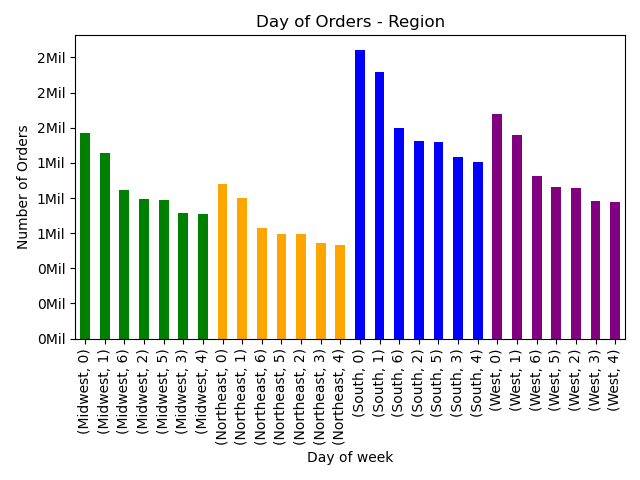 Day of Orders - Region
Number of Orders
2Mil
2Mil
2Mil
1Mil
1Mil
1Mil
0Mil
0Mil
0Mil
(Midwest, 0)
(Midwest, 1)
(Midwest, 6)
(Midwest, 2)
(Midwest, 5)
(Midwest, 3)
(Midwest, 4)
(Northeast, 0)
(Northeast, 1)
(Northeast, 6)
(Northeast, 5)
(Northeast, 2)
(Northeast, 3)
(Northeast, 4)
(South, 0)
(South, 1)
(South, 6)
(South, 2)
(South, 5)
(South, 3)
(South, 4)
(West, 0)
(West, 1)
(West, 6)
(West, 5)
(West, 2)
(West, 3)
(West, 4)
Day of week